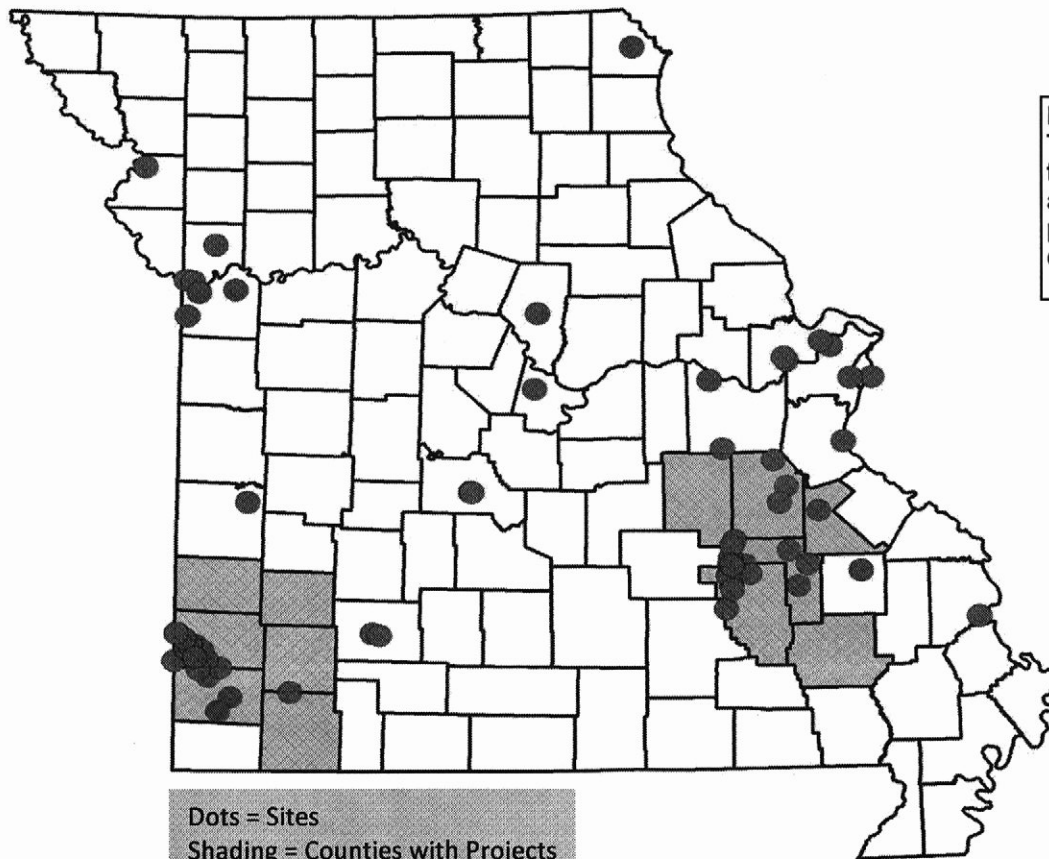 Dots = Sites
Shading = Counties with Projects